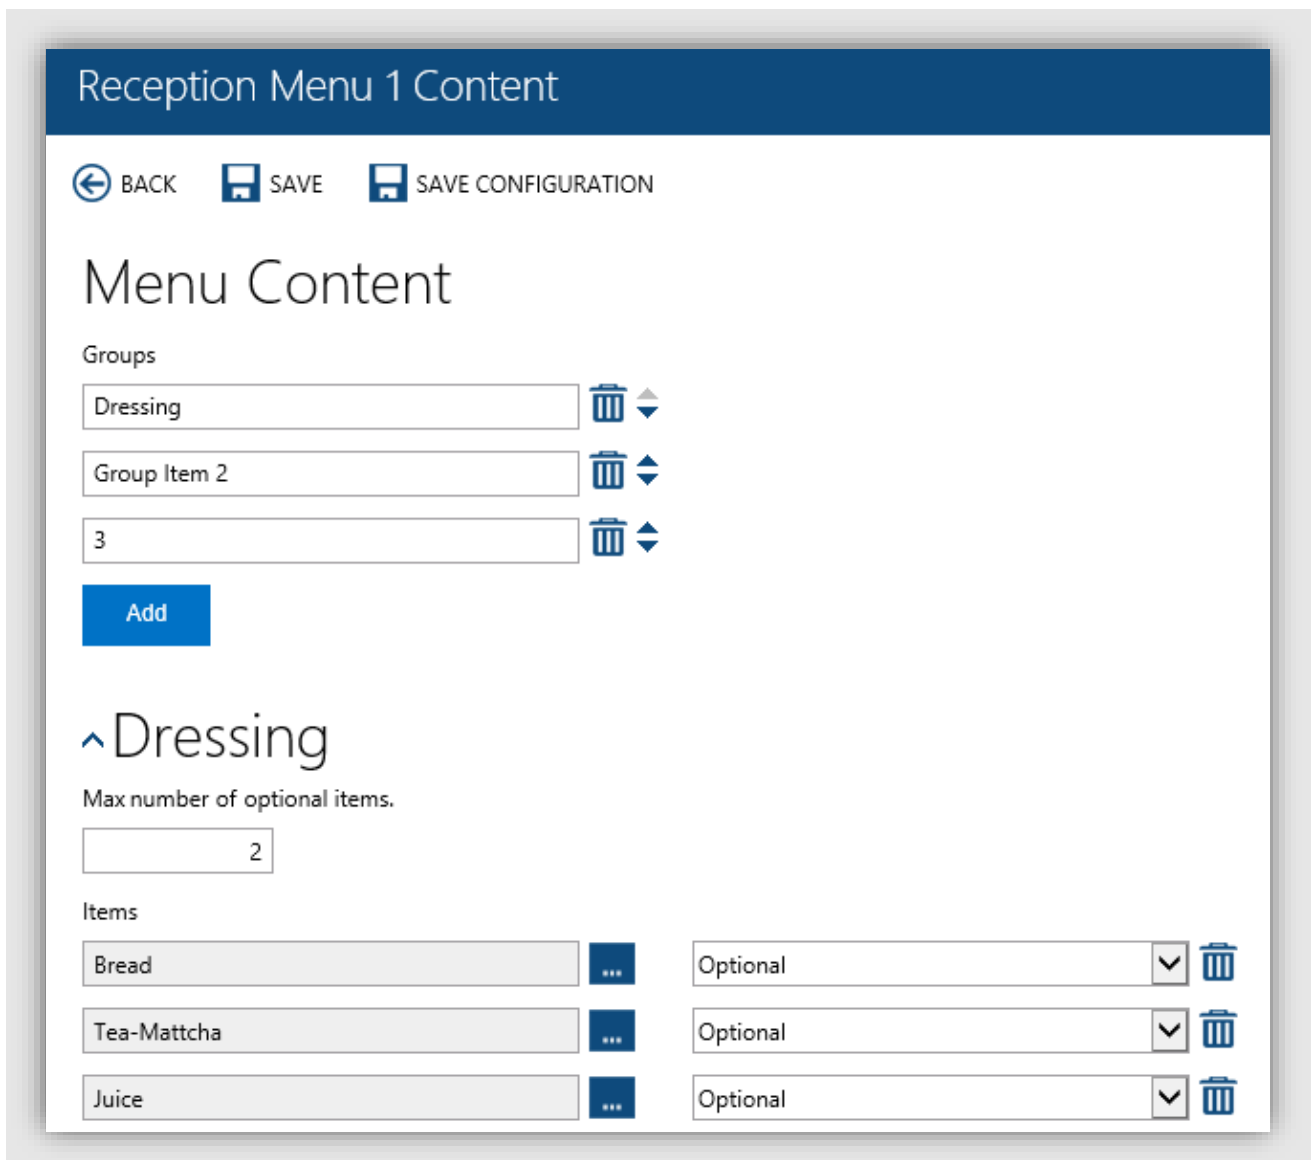 Reception Menu 1 Content
BACK SAVE SAVE CONFIGURATION
Menu Content
Groups
Dressing
Group Item 2
3
Add
Dressing
Max number of optional items.
2
Items
Bread ... Optional
Tea-Mattcha ... Optional
Juice ... Optional